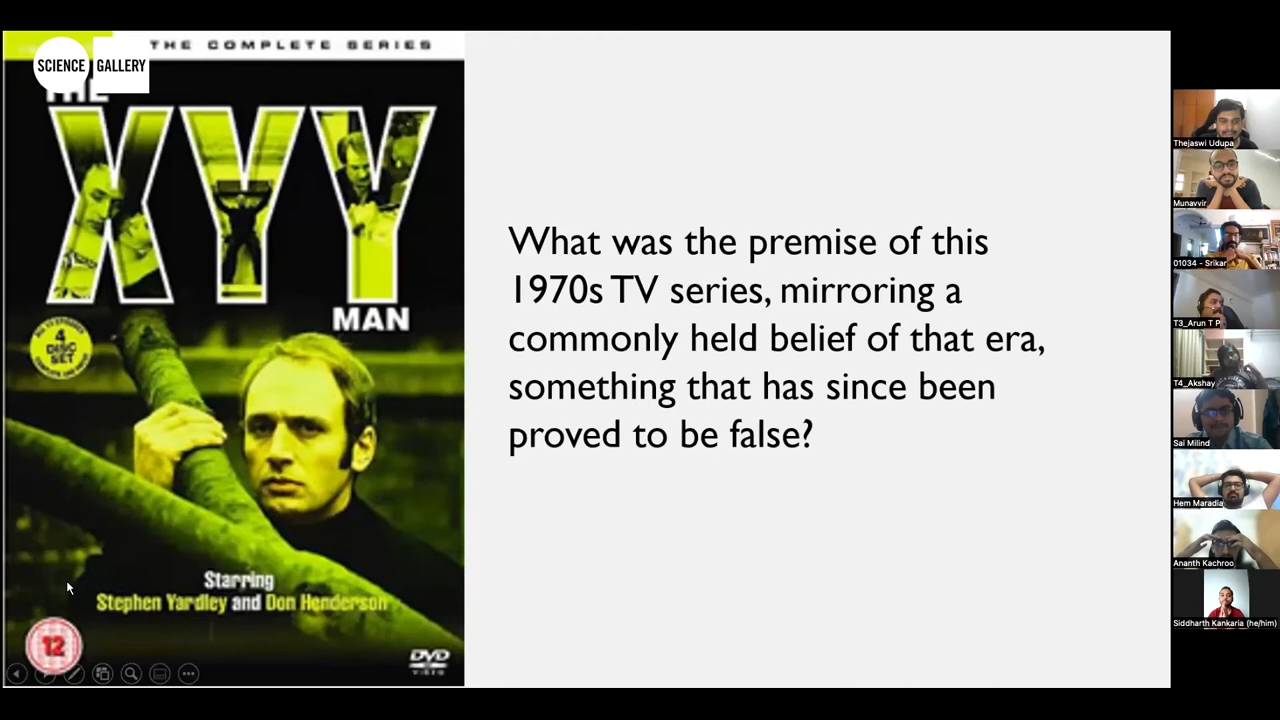 SCIENCE GALLERY
THE COMPLETE SERIES
THE
XYY
MAN
4
DISC
SET
Starring
Stephen Yardley and Don Henderson
12
DVD
VIDEO
What was the premise of this
1970s TV series, mirroring a
commonly held belief of that era,
something that has since been
proved to be false?
Thejaswi Udupa
Munavvir
01034 - Srikar
T3_Arun T P
T4_Akshay
Sai Milind
Hem Maradia
Ananth Kachroo
Siddharth Kankaria (he/him)